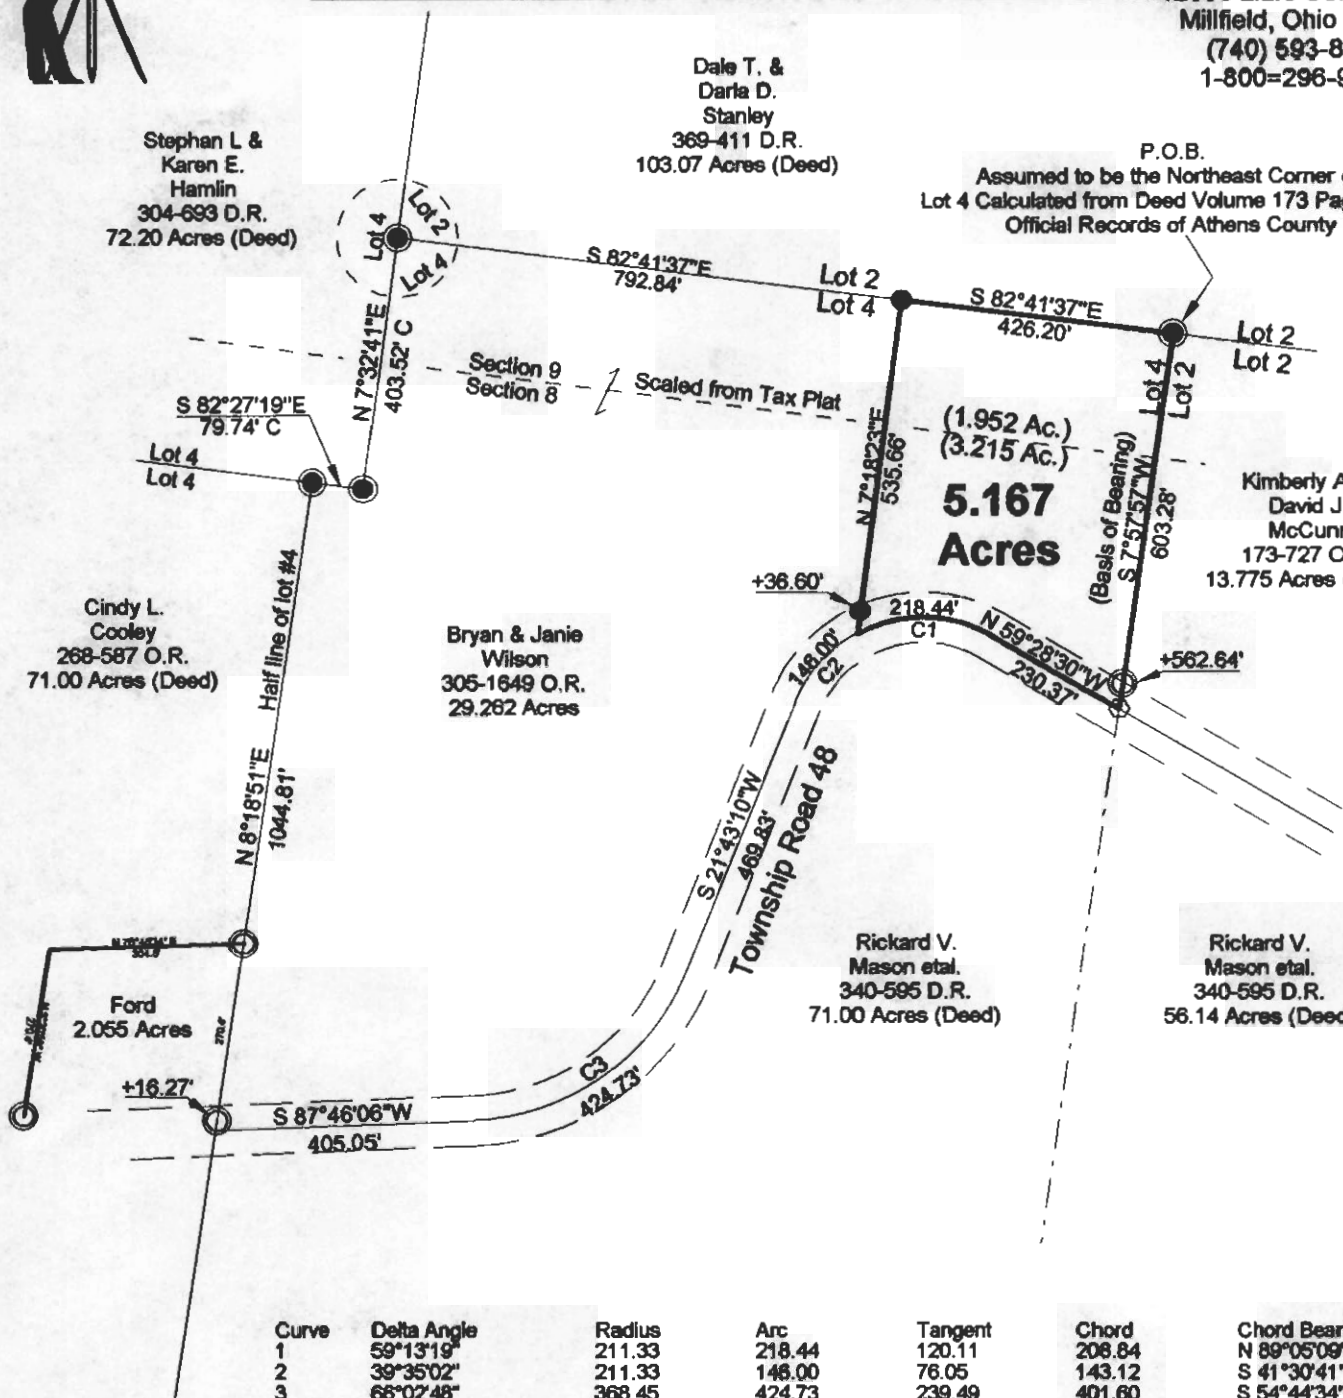 Millfield, Ohio
(740) 593-8
1-800=296-9
Dale T. &
Darla D.
Stanley
369-411 D.R.
103.07 Acres (Deed)
Stephan L &
Karen E.
Hamlin
304-693 D.R.
72.20 Acres (Deed)
P.O.B.
Assumed to be the Northeast Corner
Lot 4 Calculated from Deed Volume 173
Official Records of Athens County
Lot 4
Lot 2
Lot 4
S 82°41'37"E
792.84'
Lot 2
Lot 4
S 82°41'37"E
426.20'
Lot 2
Lot 2
Lot 4
Lot 2
N 7°32'41"E
403.52' C
Section 9
Section 8
Scaled from Tax Plat
S 82°27'19"E
79.74' C
Lot 4
Lot 4
N 7°18'23"E
535.66'
(1.952 Ac.)
(3.215 Ac.)
5.167
Acres
(Basis of Bearing)
S 7°57'57"W
603.28'
Kimberly A
David J
McCun
173-727 O
13.775 Acres
+36.60'
218.44'
C1
N 59°28'30"W
230.37'
+562.64'
146.00'
C2
Half line of lot #4
N 8°18'51"E
1044.81'
Cindy L.
Cooley
268-587 O.R.
71.00 Acres (Deed)
Bryan & Janie
Wilson
305-1649 O.R.
29.262 Acres
S 21°43'10"W
469.83'
Township Road 48
Rickard V.
Mason etal.
340-595 D.R.
71.00 Acres (Deed)
Rickard V.
Mason etal.
340-595 D.R.
56.14 Acres (Deed
Ford
2.055 Acres
+16.27'
S 87°46'06"W
405.05'
C3
424.73'
Curve Delta Angle Radius Arc Tangent Chord Chord Bear
1 59°13'19" 211.33 218.44 120.11 208.84 N 89°05'09"
2 39°35'02" 211.33 146.00 76.05 143.12 S 41°30'41"
3 66°02'48" 368.45 424.73 239.49 401.60 S 54°44'34"